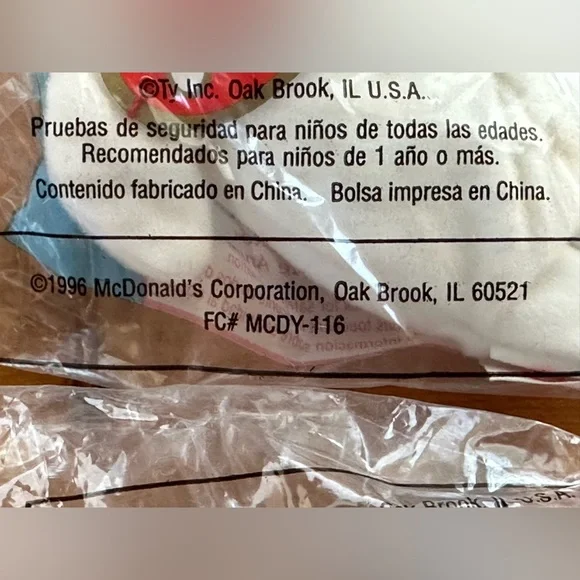 ©Ty Inc. Oak Brook, IL U.S.A.
Pruebas de seguridad para niños de todas las edades.
Recomendados para niños de 1 año o más.
Contenido fabricado en China. Bolsa impresa en China.
©1996 McDonald's Corporation, Oak Brook, IL 60521
FC# MCDY-116
Brook, U.S.A.